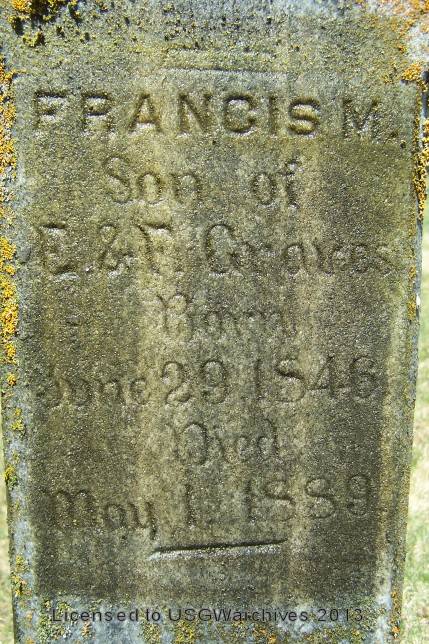 FRANCIS M.
Son of
E. & F. Graves
Born
June 29, 1846
Died
May 1, 1889
Licensed to USGWarchives 2013